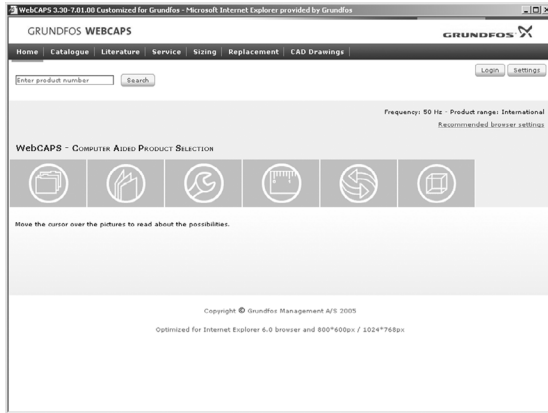 WebCAPS 3.30-7.01.00 Customized for Grundfos - Microsoft Internet Explorer provided by Grundfos
GRUNDFOS WEBCAPS
GRUNDFOS
Home | Catalogue | Literature | Service | Sizing | Replacement | CAD Drawings |
Login Settings
Enter product number Search
Frequency: 50 Hz - Product range: International
Recommended browser settings
WebCAPS - Computer Aided Product Selection
Move the cursor over the pictures to read about the possibilities.
Copyright © Grundfos Management A/S 2005
Optimized for Internet Explorer 6.0 browser and 800*600px / 1024*768px